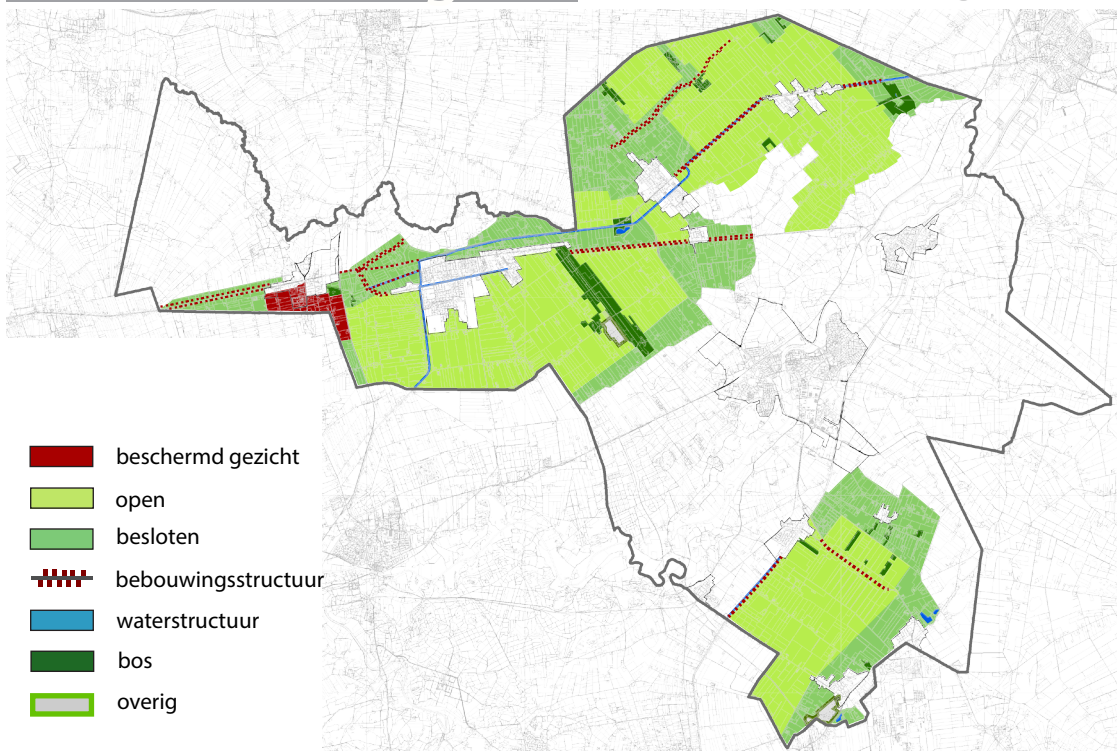 beschermd gezicht
open
besloten
bebouwingsstructuur
waterstructuur
bos
overig